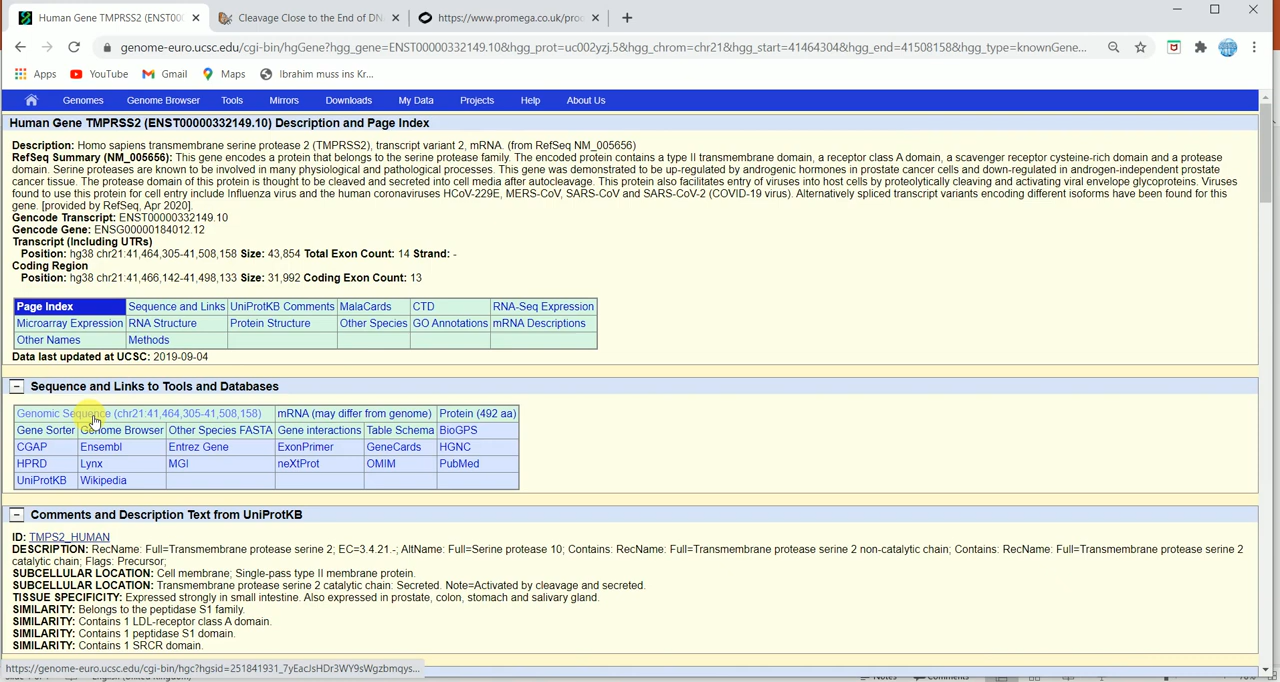 Human Gene TMPRSS2 (ENST00
Cleavage Close to the End of DN
https://www.promega.co.uk/proc
genome-euro.ucsc.edu/cgi-bin/hgGene?hgg_gene=ENST00000332149.10&hgg_prot=uc002yzj.5&hgg_chrom=chr21&hgg_start=41464304&hgg_end=41508158&hgg_type=knownGene...
Apps YouTube Gmail Maps Ibrahim muss ins Kr...
Genomes Genome Browser Tools Mirrors Downloads My Data Projects Help About Us
Human Gene TMPRSS2 (ENST00000332149.10) Description and Page Index
Description: Homo sapiens transmembrane serine protease 2 (TMPRSS2), transcript variant 2, mRNA. (from RefSeq NM_005656)
RefSeq Summary (NM_005656): This gene encodes a protein that belongs to the serine protease family. The encoded protein contains a type II transmembrane domain, a receptor class A domain, a scavenger receptor cysteine-rich domain and a protease
domain. Serine proteases are known to be involved in many physiological and pathological processes. This gene was demonstrated to be up-regulated by androgenic hormones in prostate cancer cells and down-regulated in androgen-independent prostate
cancer tissue. The protease domain of this protein is thought to be cleaved and secreted into cell media after autocleavage. This protein also facilitates entry of viruses into host cells by proteolytically cleaving and activating viral envelope glycoproteins. Viruses
found to use this protein for cell entry include Influenza virus and the human coronaviruses HCoV-229E, MERS-CoV, SARS-CoV and SARS-CoV-2 (COVID-19 virus). Alternatively spliced transcript variants encoding different isoforms have been found for this
gene. [provided by RefSeq, Apr 2020].
Gencode Transcript: ENST00000332149.10
Gencode Gene: ENSG00000184012.12
Transcript (Including UTRs)
Position: hg38 chr21:41,464,305-41,508,158 Size: 43,854 Total Exon Count: 14 Strand: -
Coding Region
Position: hg38 chr21:41,466,142-41,498,133 Size: 31,992 Coding Exon Count: 13
Page Index Sequence and Links UniProtKB Comments MalaCards CTD RNA-Seq Expression
Microarray Expression RNA Structure Protein Structure Other Species GO Annotations mRNA Descriptions
Other Names Methods
Data last updated at UCSC: 2019-09-04
− Sequence and Links to Tools and Databases
Genomic Sequence (chr21:41,464,305-41,508,158) mRNA (may differ from genome) Protein (492 aa)
Gene Sorter Genome Browser Other Species FASTA Gene interactions Table Schema BioGPS
CGAP Ensembl Entrez Gene ExonPrimer GeneCards HGNC
HPRD Lynx MGI neXtProt OMIM PubMed
UniProtKB Wikipedia
− Comments and Description Text from UniProtKB
ID: TMPS2_HUMAN
DESCRIPTION: RecName: Full=Transmembrane protease serine 2; EC=3.4.21.-; AltName: Full=Serine protease 10; Contains: RecName: Full=Transmembrane protease serine 2 non-catalytic chain; Contains: RecName: Full=Transmembrane protease serine 2
catalytic chain; Flags: Precursor;
SUBCELLULAR LOCATION: Cell membrane; Single-pass type II membrane protein.
SUBCELLULAR LOCATION: Transmembrane protease serine 2 catalytic chain: Secreted. Note=Activated by cleavage and secreted.
TISSUE SPECIFICITY: Expressed strongly in small intestine. Also expressed in prostate, colon, stomach and salivary gland.
SIMILARITY: Belongs to the peptidase S1 family.
SIMILARITY: Contains 1 LDL-receptor class A domain.
SIMILARITY: Contains 1 peptidase S1 domain.
SIMILARITY: Contains 1 SRCR domain.
https://genome-euro.ucsc.edu/cgi-bin/hgc?hgsid=251841931_7yEacJsHDr3WY9sWgzbmqys...